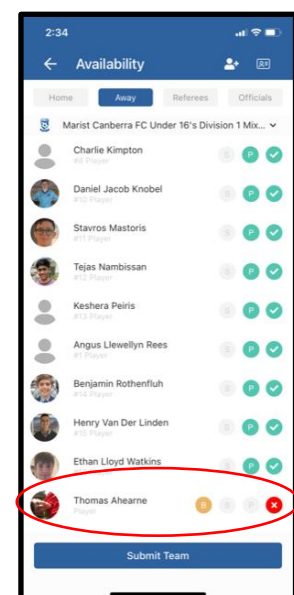 2:34
Availability
Home Away Referees Officials
Marist Canberra FC Under 16's Division 1 Mix...
Charlie Kimpton S P
#8 Player
Daniel Jacob Knobel S P
#10 Player
Stavros Mastoris S P
#11 Player
Tejas Nambissan S P
#12 Player
Keshera Peiris S P
#13 Player
Angus Llewellyn Rees S P
#1 Player
Benjamin Rothenfluh S P
#14 Player
Henry Van Der Linden S P
#15 Player
Ethan Lloyd Watkins S P
Thomas Ahearne B S P
Player
Submit Team